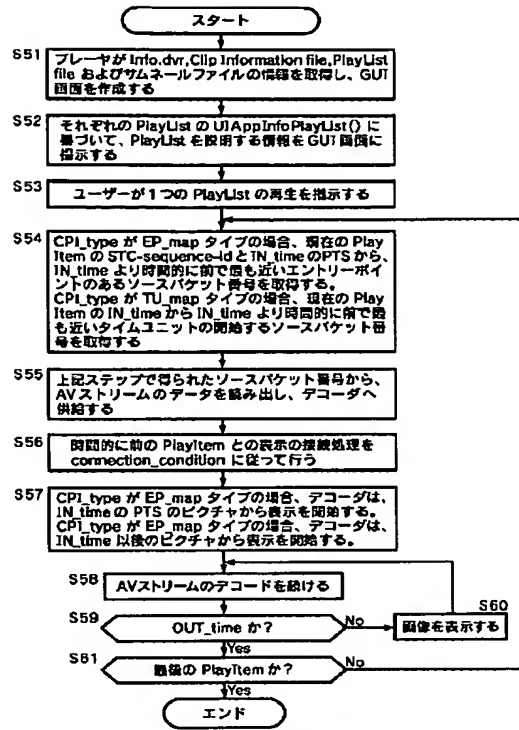 スタート
S51
プレーヤが Info.dvr,Clip Information file,PlayList
file およびサムネールファイルの情報を取得し、GUI
画面を作成する
S52
それぞれの PlayList の UIAppInfoPlayList() に
基づいて、PlayList を説明する情報を GUI 画面に
指示する
S53
ユーザーが1つの PlayList の再生を指示する
S54
CPI_type が EP_map タイプの場合、現在の Play
Item の STC-sequence-id と IN_time のPTS から、
IN_time より時間的に前で最も近いエントリーポイ
ントのあるソースパケット番号を取得する。
CPI_type が TU_map タイプの場合、現在の Play
Item の IN_time から IN_time より時間的に前で最
も近いタイムユニットの開始するソースパケット番
号を取得する
S55
上記ステップで得られたソースパケット番号から、
AVストリームのデータを読み出し、デコーダへ
供給する
S56
時間的に前の PlayItem との表示の接続処理を
connection_condition に従って行う
S57
CPI_type が EP_map タイプの場合、デコーダは、
IN_time の PTS のピクチャから表示を開始する。
CPI_type が EP_map タイプの場合、デコーダは、
IN_time 以後のピクチャから表示を開始する。
S58
AVストリームのデコードを続ける
S59
OUT_time か？
No
S60
画像を表示する
Yes
S61
最後の PlayItem か？
No
Yes
エンド